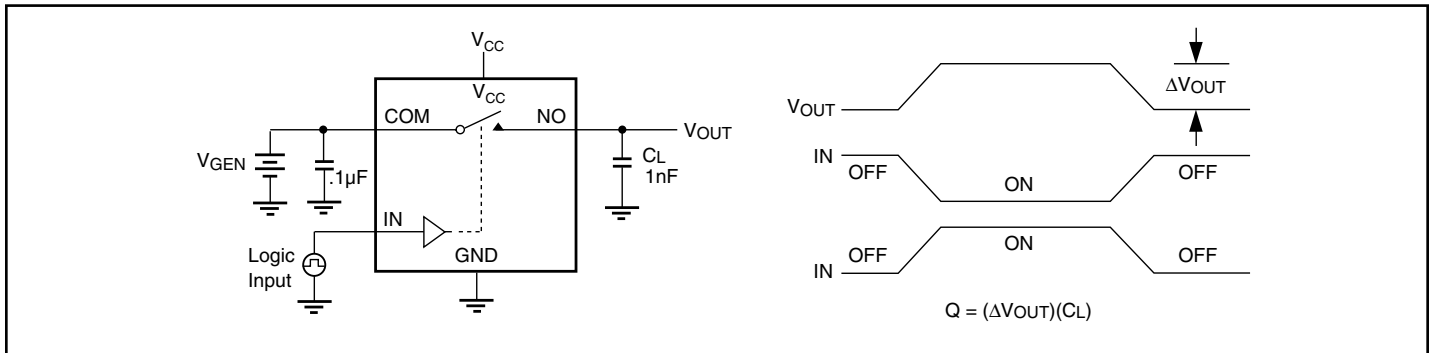 VCC
VCC
COM
NO
VOUT
VGEN
.1µF
CL
1nF
IN
Logic
Input
GND
VOUT
ΔVOUT
IN
OFF
ON
OFF
IN
OFF
ON
OFF
Q = (ΔVOUT)(CL)